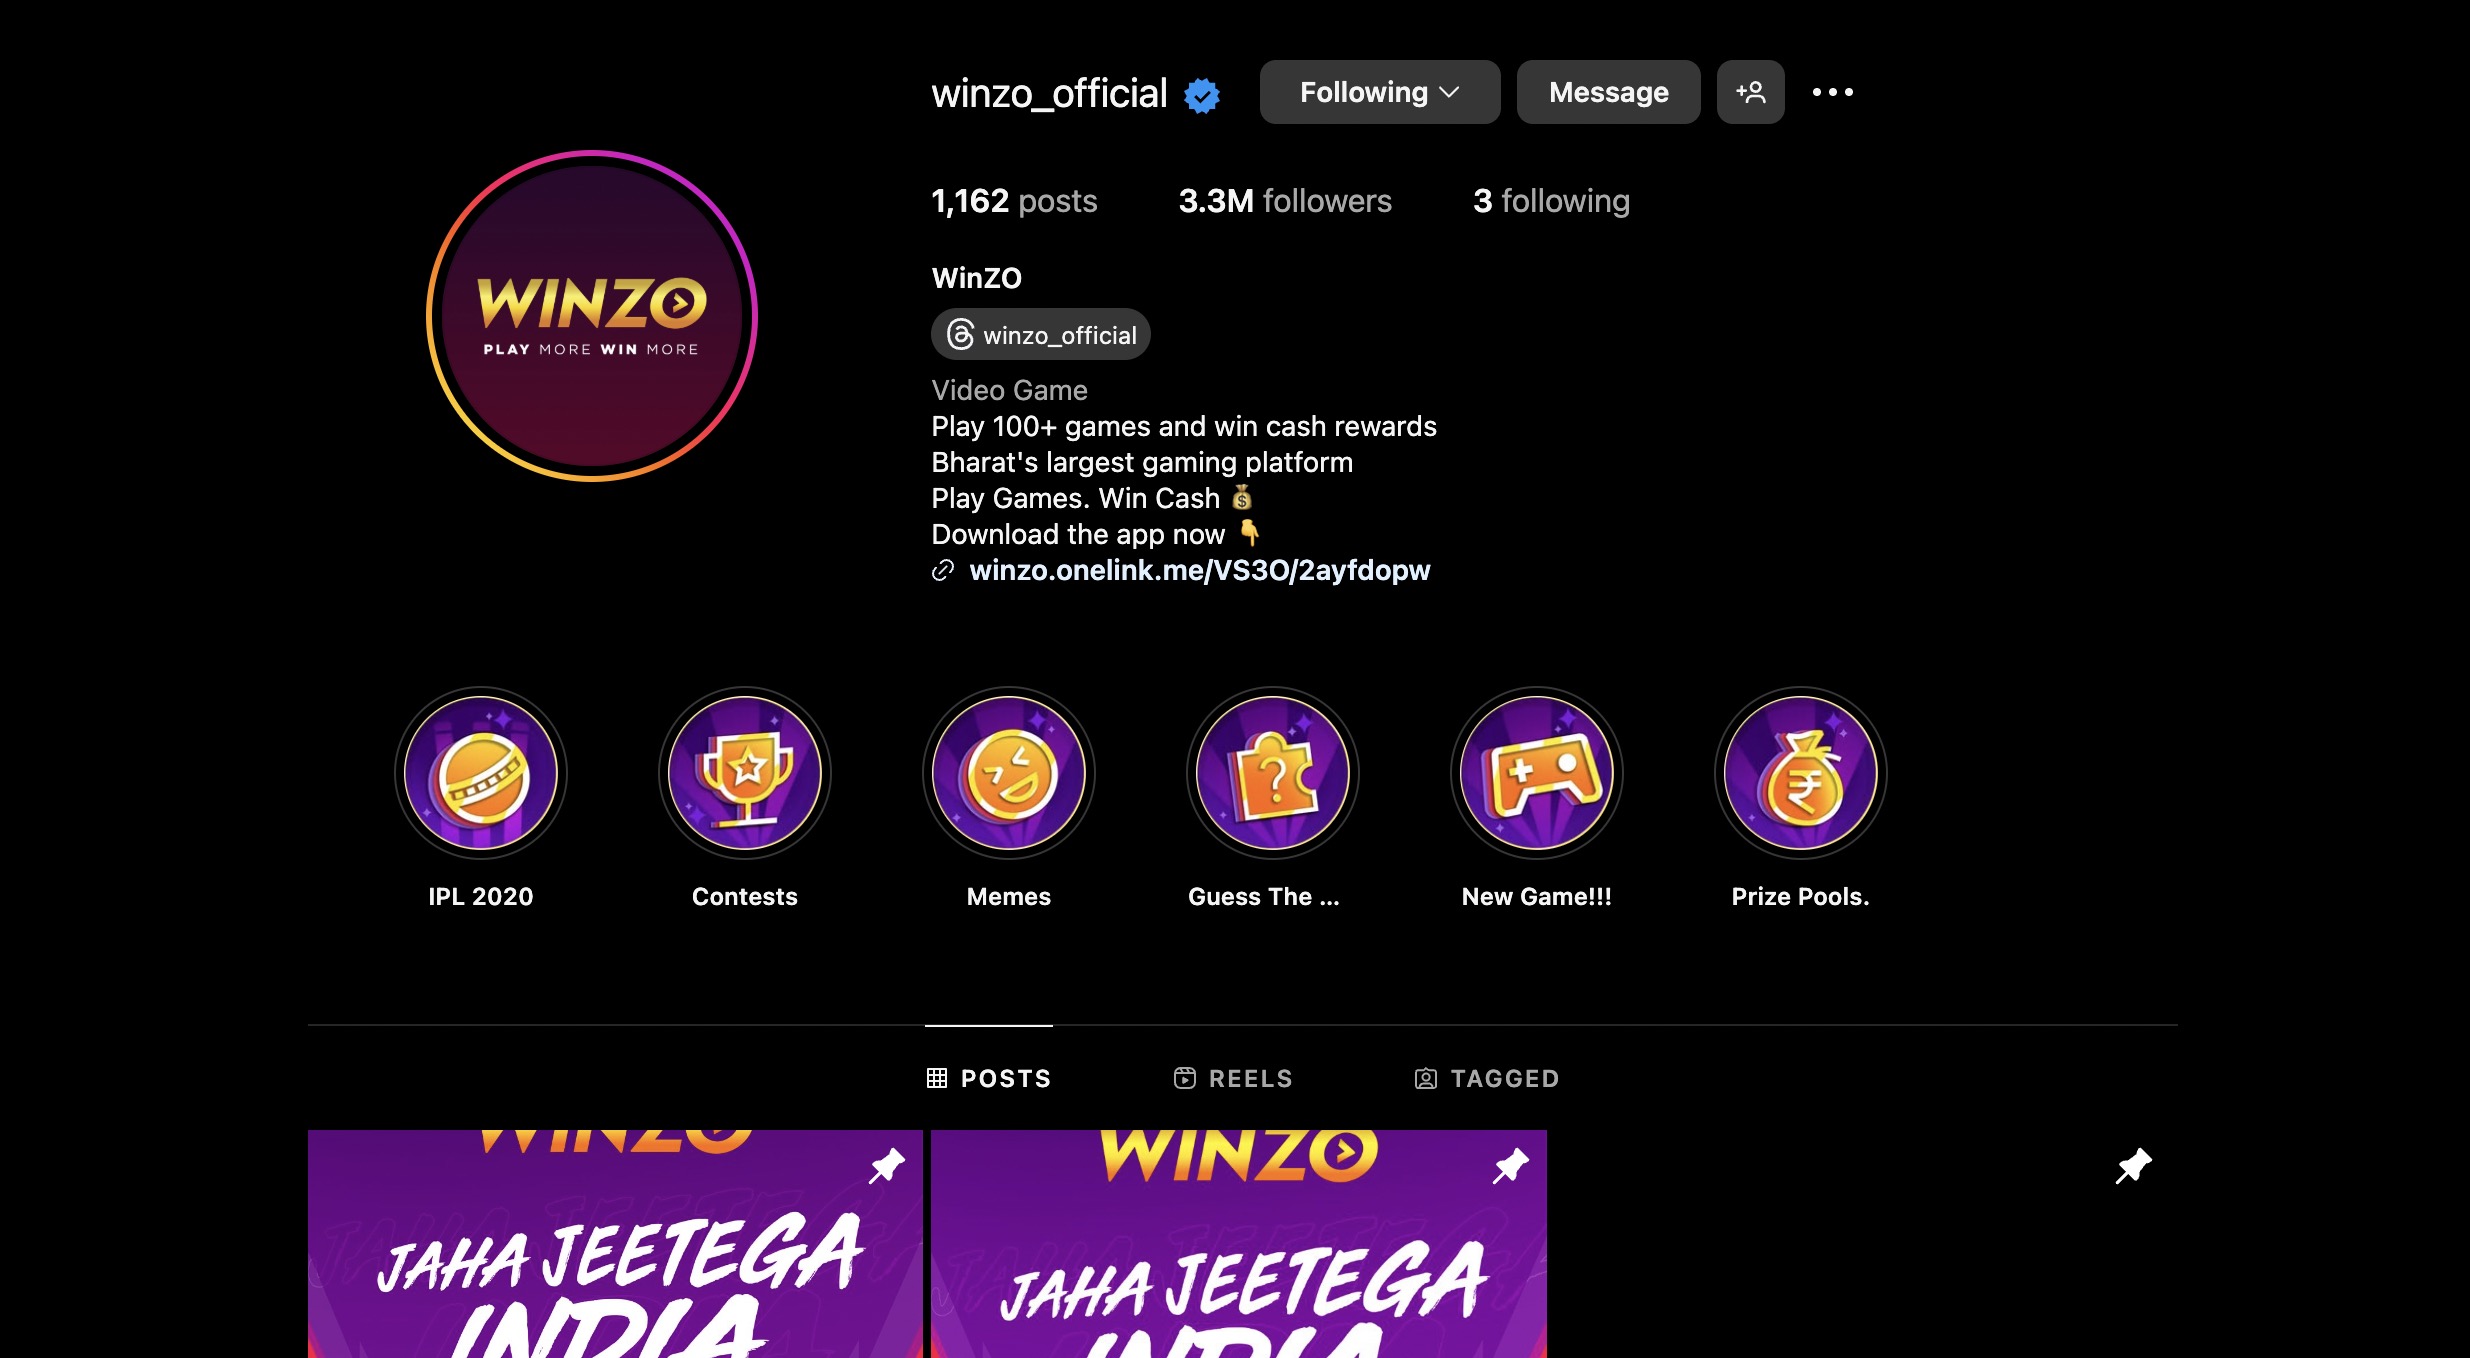 winzo_official
Following
Message
1,162 posts 3.3M followers 3 following
WINZO
PLAY MORE WIN MORE
WinZO
winzo_official
Video Game
Play 100+ games and win cash rewards
Bharat's largest gaming platform
Play Games. Win Cash 💰
Download the app now 👇
winzo.onelink.me/VS3O/2ayfdopw
IPL 2020
Contests
Memes
Guess The ...
New Game!!!
Prize Pools.
POSTS
REELS
TAGGED
WINZO
JAHA JEETEGA
INDIA
WINZO
JAHA JEETEGA
INDIA